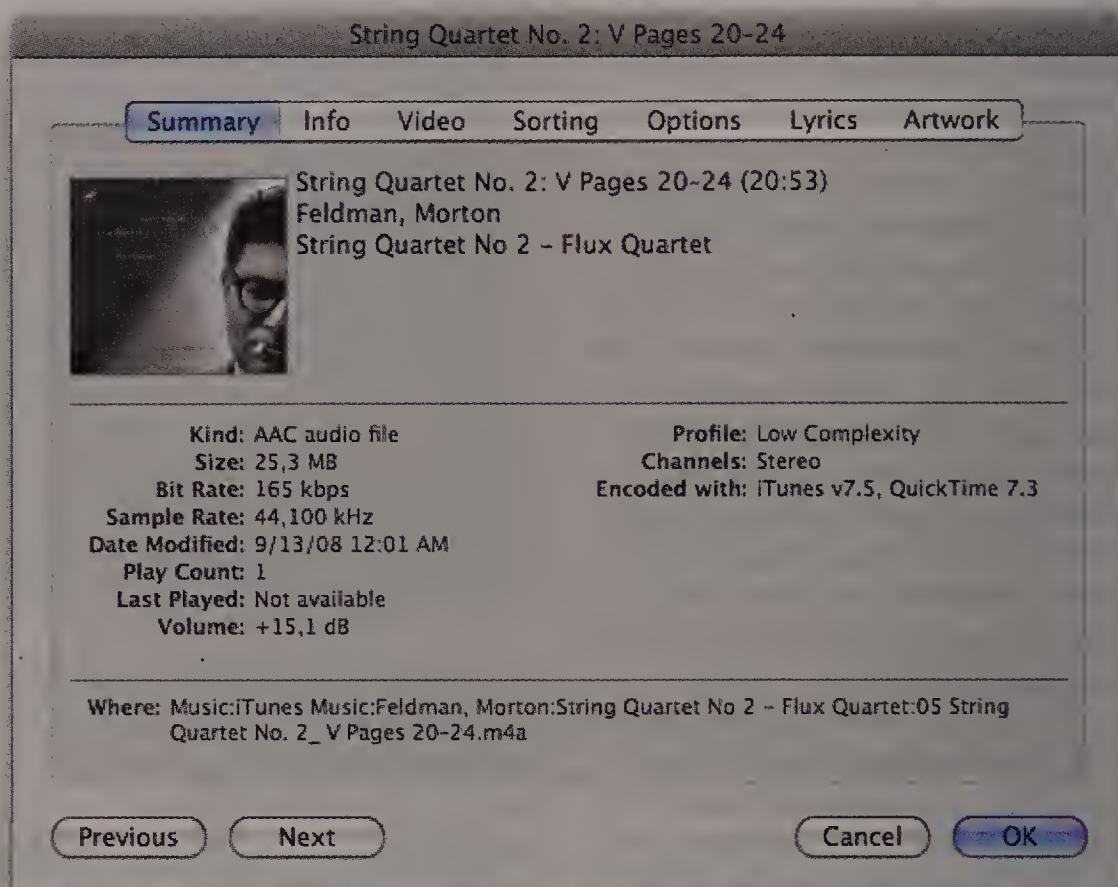 String Quartet No. 2: V Pages 20-24
Summary Info Video Sorting Options Lyrics Artwork
String Quartet No. 2: V Pages 20-24 (20:53)
Feldman, Morton
String Quartet No 2 – Flux Quartet
Kind: AAC audio file
Size: 25,3 MB
Bit Rate: 165 kbps
Sample Rate: 44,100 kHz
Date Modified: 9/13/08 12:01 AM
Play Count: 1
Last Played: Not available
Volume: +15,1 dB
Profile: Low Complexity
Channels: Stereo
Encoded with: iTunes v7.5, QuickTime 7.3
Where: Music:iTunes Music:Feldman, Morton:String Quartet No 2 – Flux Quartet:05 String
Quartet No. 2_ V Pages 20-24.m4a
Previous Next Cancel OK